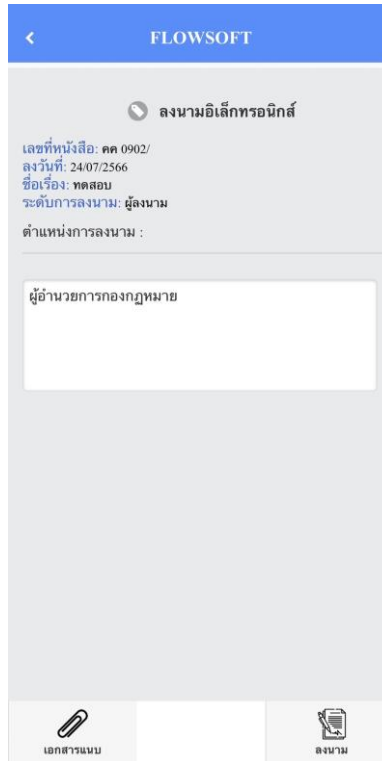 FLOWSOFT
ลงนามอิเล็กทรอนิกส์
เลขที่หนังสือ: คค 0902/
ลงวันที่: 24/07/2566
ชื่อเรื่อง: ทดสอบ
ระดับการลงนาม: ผู้ลงนาม
ตำแหน่งการลงนาม :
ผู้อำนวยการกองกฎหมาย
เอกสารแนบ
ลงนาม